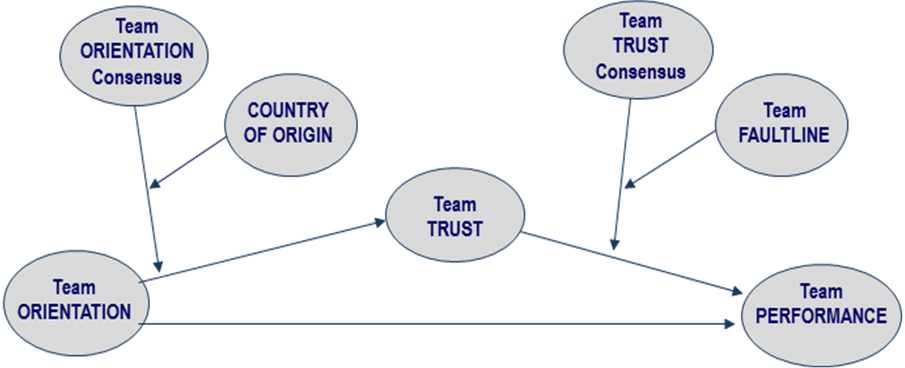 Team
ORIENTATION
Consensus
COUNTRY
OF ORIGIN
Team
TRUST
Consensus
Team
FAULTLINE
Team
TRUST
Team
ORIENTATION
Team
PERFORMANCE